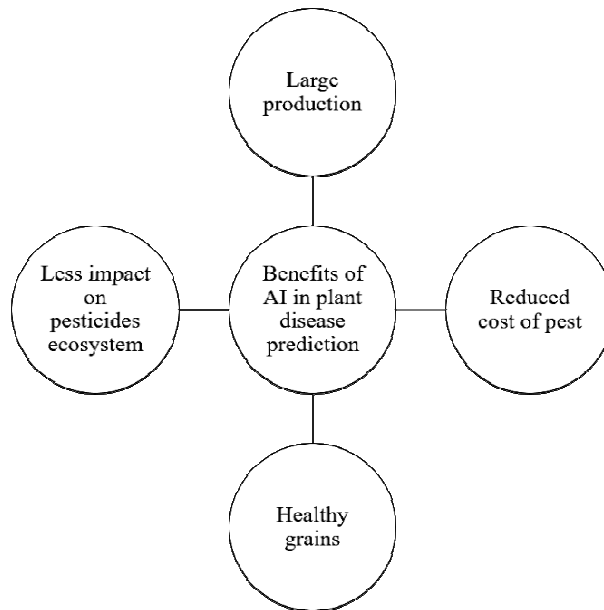 Large
production
Less impact
on
pesticides
ecosystem
Benefits of
AI in plant
disease
prediction
Reduced
cost of pest
Healthy
grains